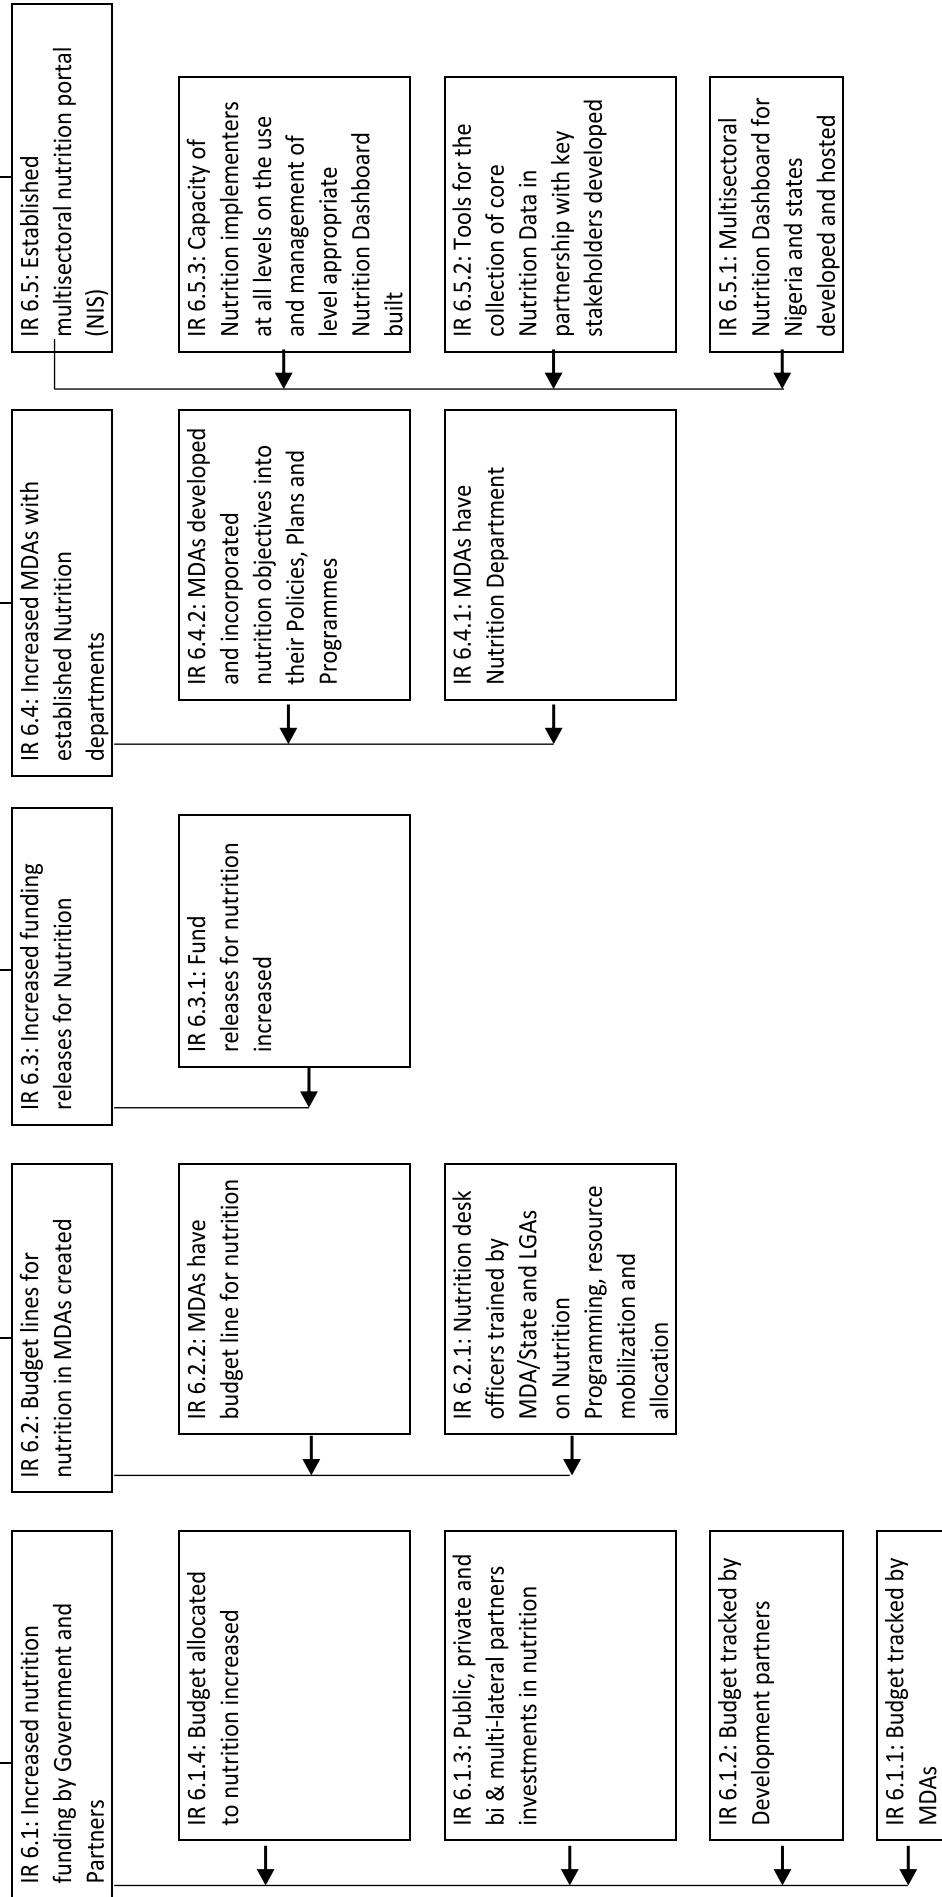 IR 6.1: Increased nutrition
funding by Government and
Partners
IR 6.1.4: Budget allocated
to nutrition increased
IR 6.1.3: Public, private and
bi & multi-lateral partners
investments in nutrition
IR 6.1.2: Budget tracked by
Development partners
IR 6.1.1: Budget tracked by
MDAs
IR 6.2: Budget lines for
nutrition in MDAs created
IR 6.2.2: MDAs have
budget line for nutrition
IR 6.2.1: Nutrition desk
officers trained by
MDA/State and LGAs
on Nutrition
Programming, resource
mobilization and
allocation
IR 6.3: Increased funding
releases for Nutrition
IR 6.3.1: Fund
releases for nutrition
increased
IR 6.4: Increased MDAs with
established Nutrition
departments
IR 6.4.2: MDAs developed
and incorporated
nutrition objectives into
their Policies, Plans and
Programmes
IR 6.4.1: MDAs have
Nutrition Department
IR 6.5: Established
multisectoral nutrition portal
(NIS)
IR 6.5.3: Capacity of
Nutrition implementers
at all levels on the use
and management of
level appropriate
Nutrition Dashboard
built
IR 6.5.2: Tools for the
collection of core
Nutrition Data in
partnership with key
stakeholders developed
IR 6.5.1: Multisectoral
Nutrition Dashboard for
Nigeria and states
developed and hosted